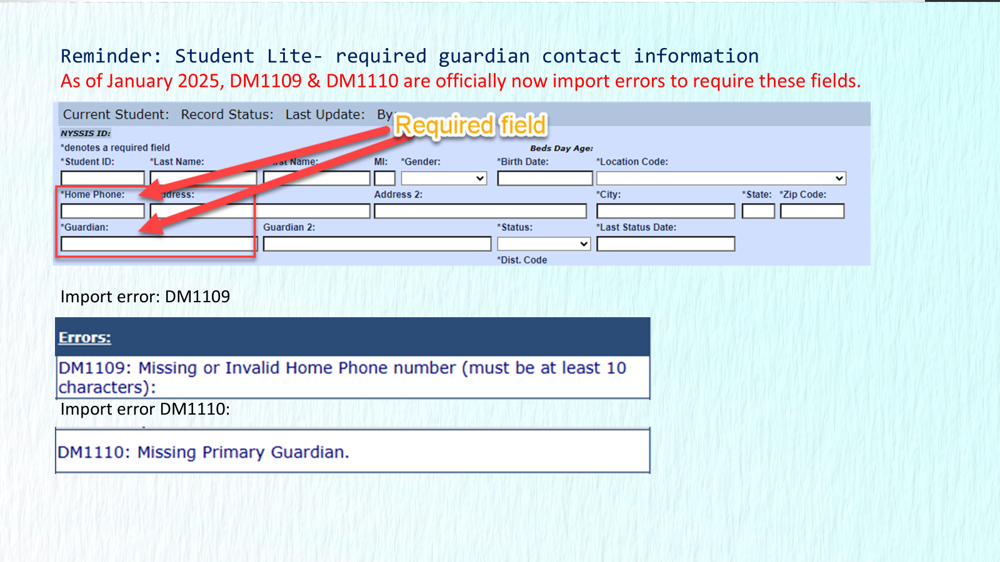 Reminder: Student Lite- required guardian contact information
As of January 2025, DM1109 & DM1110 are officially now import errors to require these fields.
Current Student: Record Status: Last Update: By:
Required field
NYSSIS ID:
*denotes a required field
Beds Day Age:
*Student ID: *Last Name: First Name: MI: *Gender: *Birth Date: *Location Code:
*Home Phone: Address: Address 2: *City: *State: *Zip Code:
*Guardian: Guardian 2: *Status: *Last Status Date:
*Dist. Code
Import error: DM1109
Errors:
DM1109: Missing or Invalid Home Phone number (must be at least 10
characters):
Import error DM1110:
DM1110: Missing Primary Guardian.